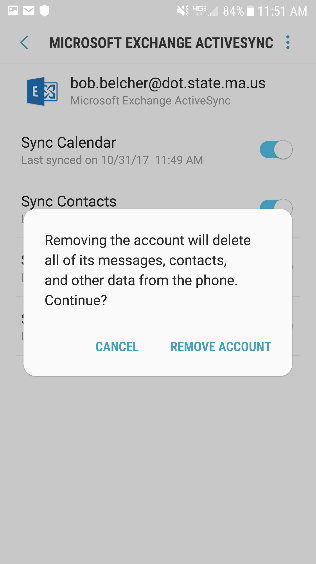 84% 11:51 AM
MICROSOFT EXCHANGE ACTIVESYNC
bob.belcher@dot.state.ma.us
Microsoft Exchange ActiveSync
Sync Calendar
Last synced on 10/31/17 11:49 AM
Sync Contacts
Removing the account will delete
all of its messages, contacts,
and other data from the phone.
Continue?
CANCEL REMOVE ACCOUNT